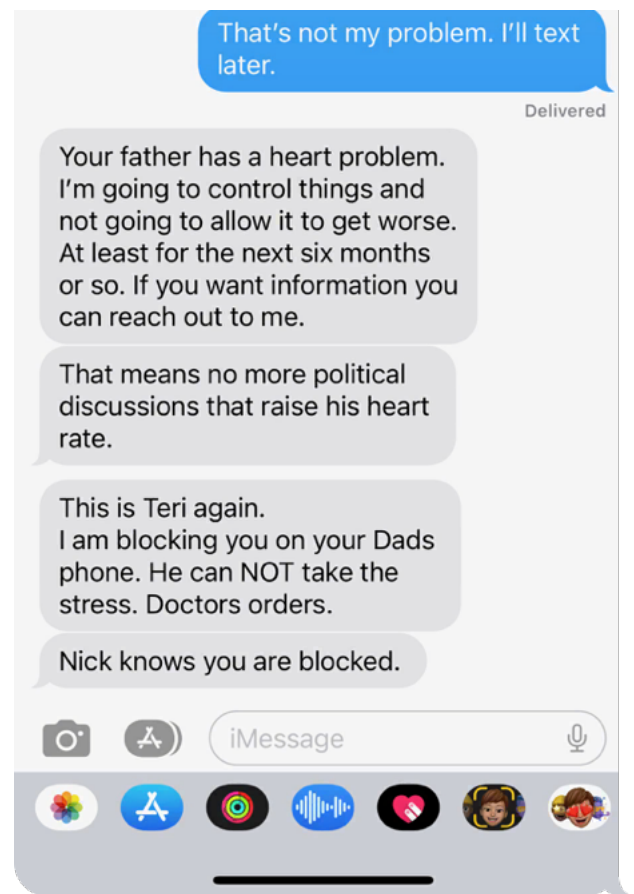 That’s not my problem. I’ll text
later.
Delivered
Your father has a heart problem.
I’m going to control things and
not going to allow it to get worse.
At least for the next six months
or so. If you want information you
can reach out to me.
That means no more political
discussions that raise his heart
rate.
This is Teri again.
I am blocking you on your Dads
phone. He can NOT take the
stress. Doctors orders.
Nick knows you are blocked.
iMessage